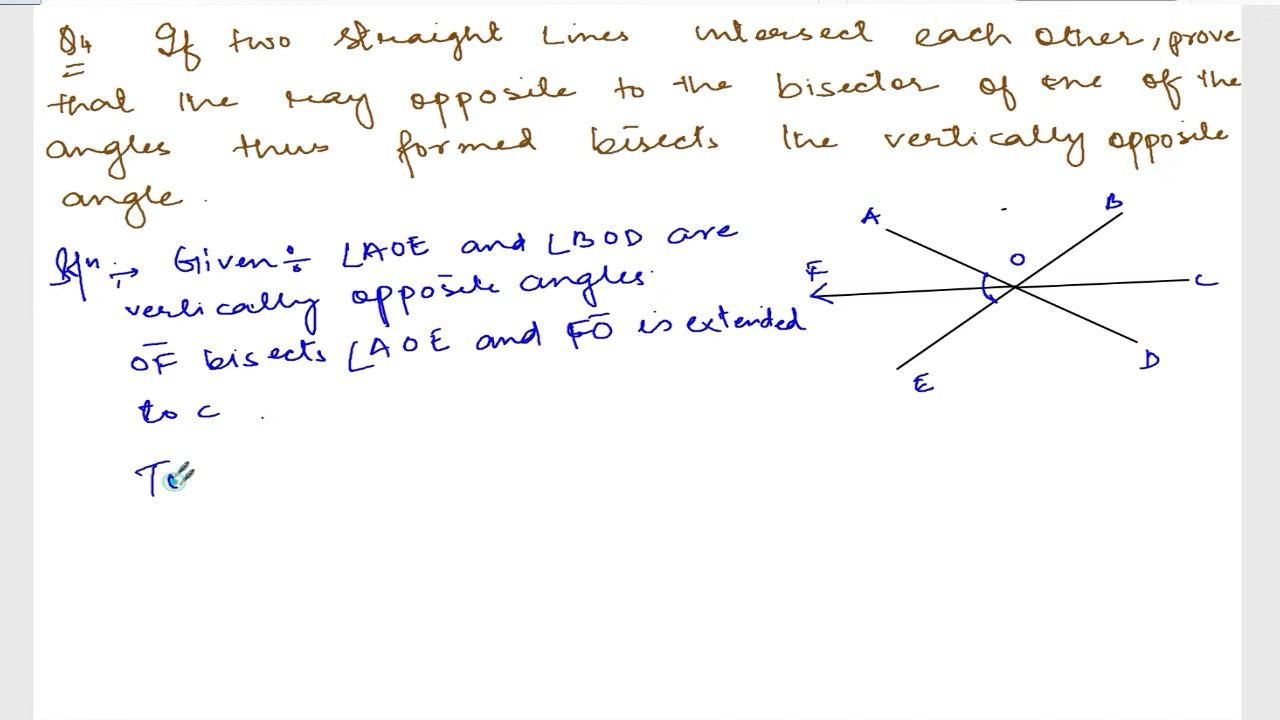 Q4 If two straight Lines intersect each other, prove
that the ray opposite to the bisector of one of the
angles thus formed bisects the vertically opposite
angle.
Sol^n :→ Given ÷ ∠AOE and ∠BOD are
vertically opposite angles.
OF bisects ∠AOE and FO is extended
to C.
To
A
B
O
F
C
D
E